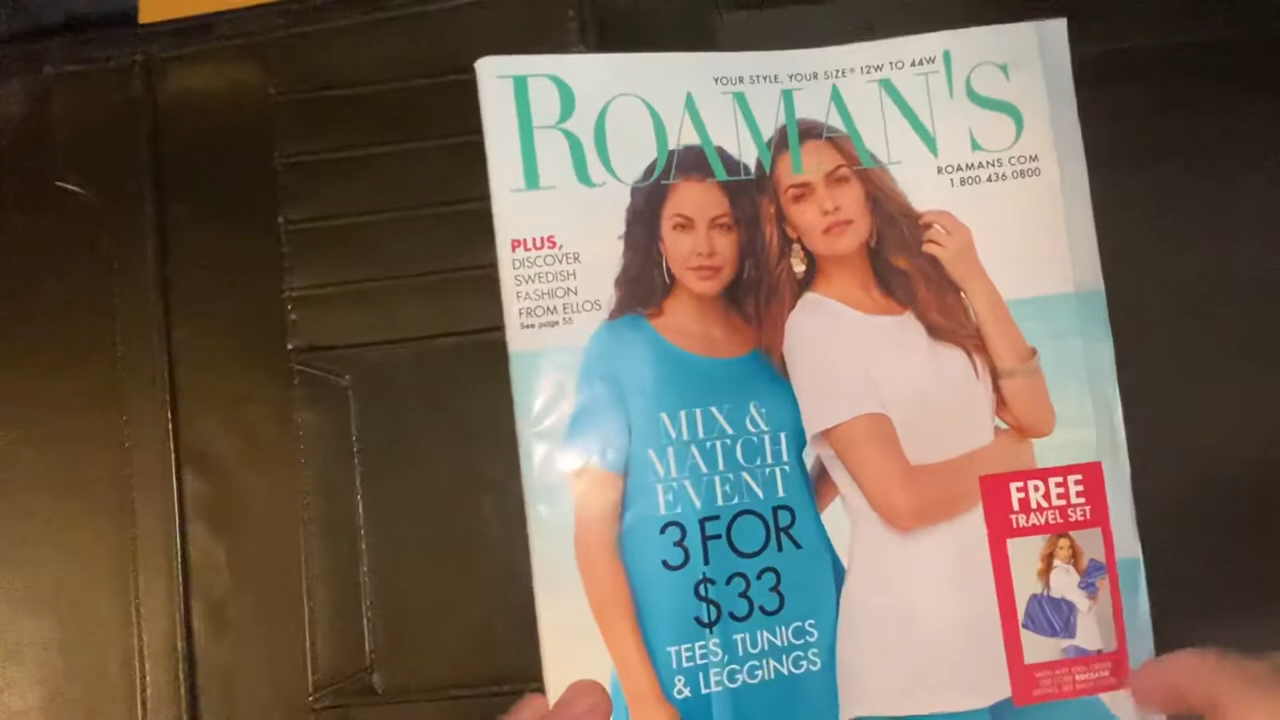 YOUR STYLE, YOUR SIZE® 12W TO 44W
ROAMAN'S
ROAMANS.COM
1.800.436.0800
PLUS,
DISCOVER
SWEDISH
FASHION
FROM ELLOS
See page 55
MIX &
MATCH
EVENT
3 FOR
$33
TEES, TUNICS
& LEGGINGS
FREE
TRAVEL SET